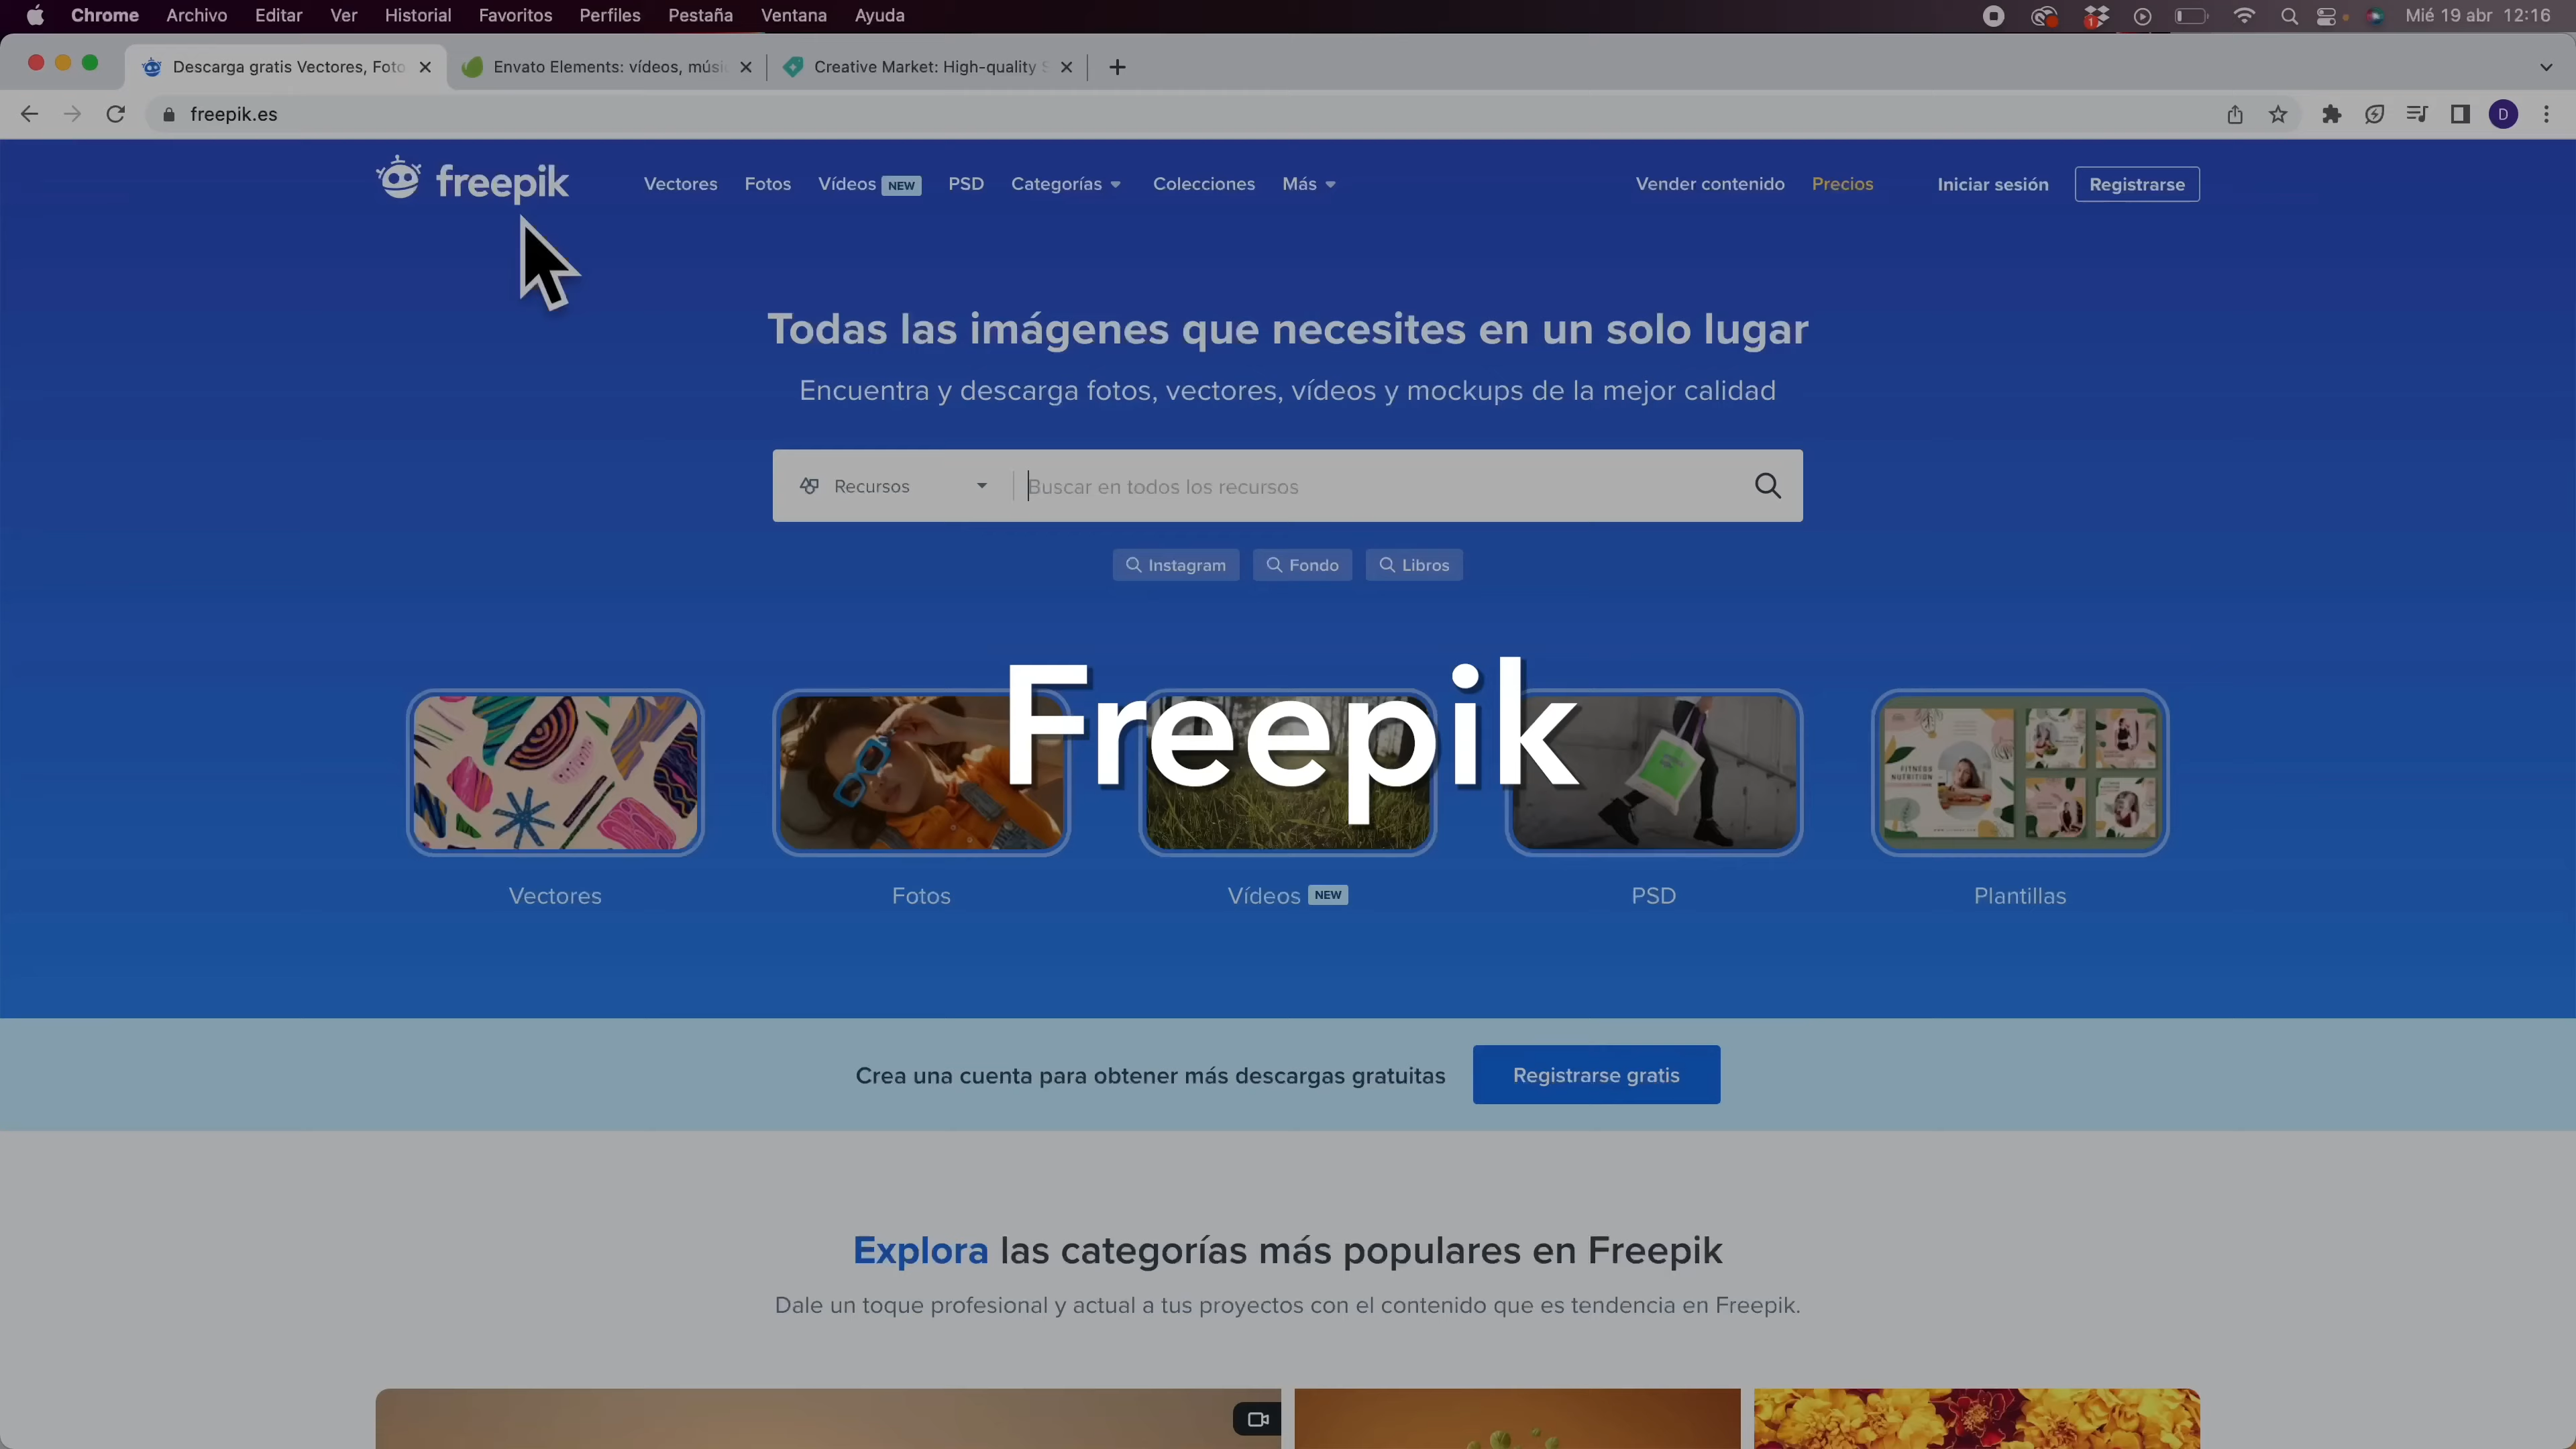 Chrome Archivo Editar Ver Historial Favoritos Perfiles Pestaña Ventana Ayuda
1
Mié 19 abr 12:16
Descarga gratis Vectores, Foto
Envato Elements: vídeos, músi
Creative Market: High-quality S
freepik.es
D
freepik
Vectores Fotos Vídeos NEW PSD Categorías Colecciones Más
Vender contenido Precios Iniciar sesión Registrarse
Todas las imágenes que necesites en un solo lugar
Encuentra y descarga fotos, vectores, vídeos y mockups de la mejor calidad
Recursos
Buscar en todos los recursos
Instagram Fondo Libros
Freepik
FITNESS
NUTRITION
Vectores Fotos Vídeos NEW PSD Plantillas
Crea una cuenta para obtener más descargas gratuitas
Registrarse gratis
Explora las categorías más populares en Freepik
Dale un toque profesional y actual a tus proyectos con el contenido que es tendencia en Freepik.